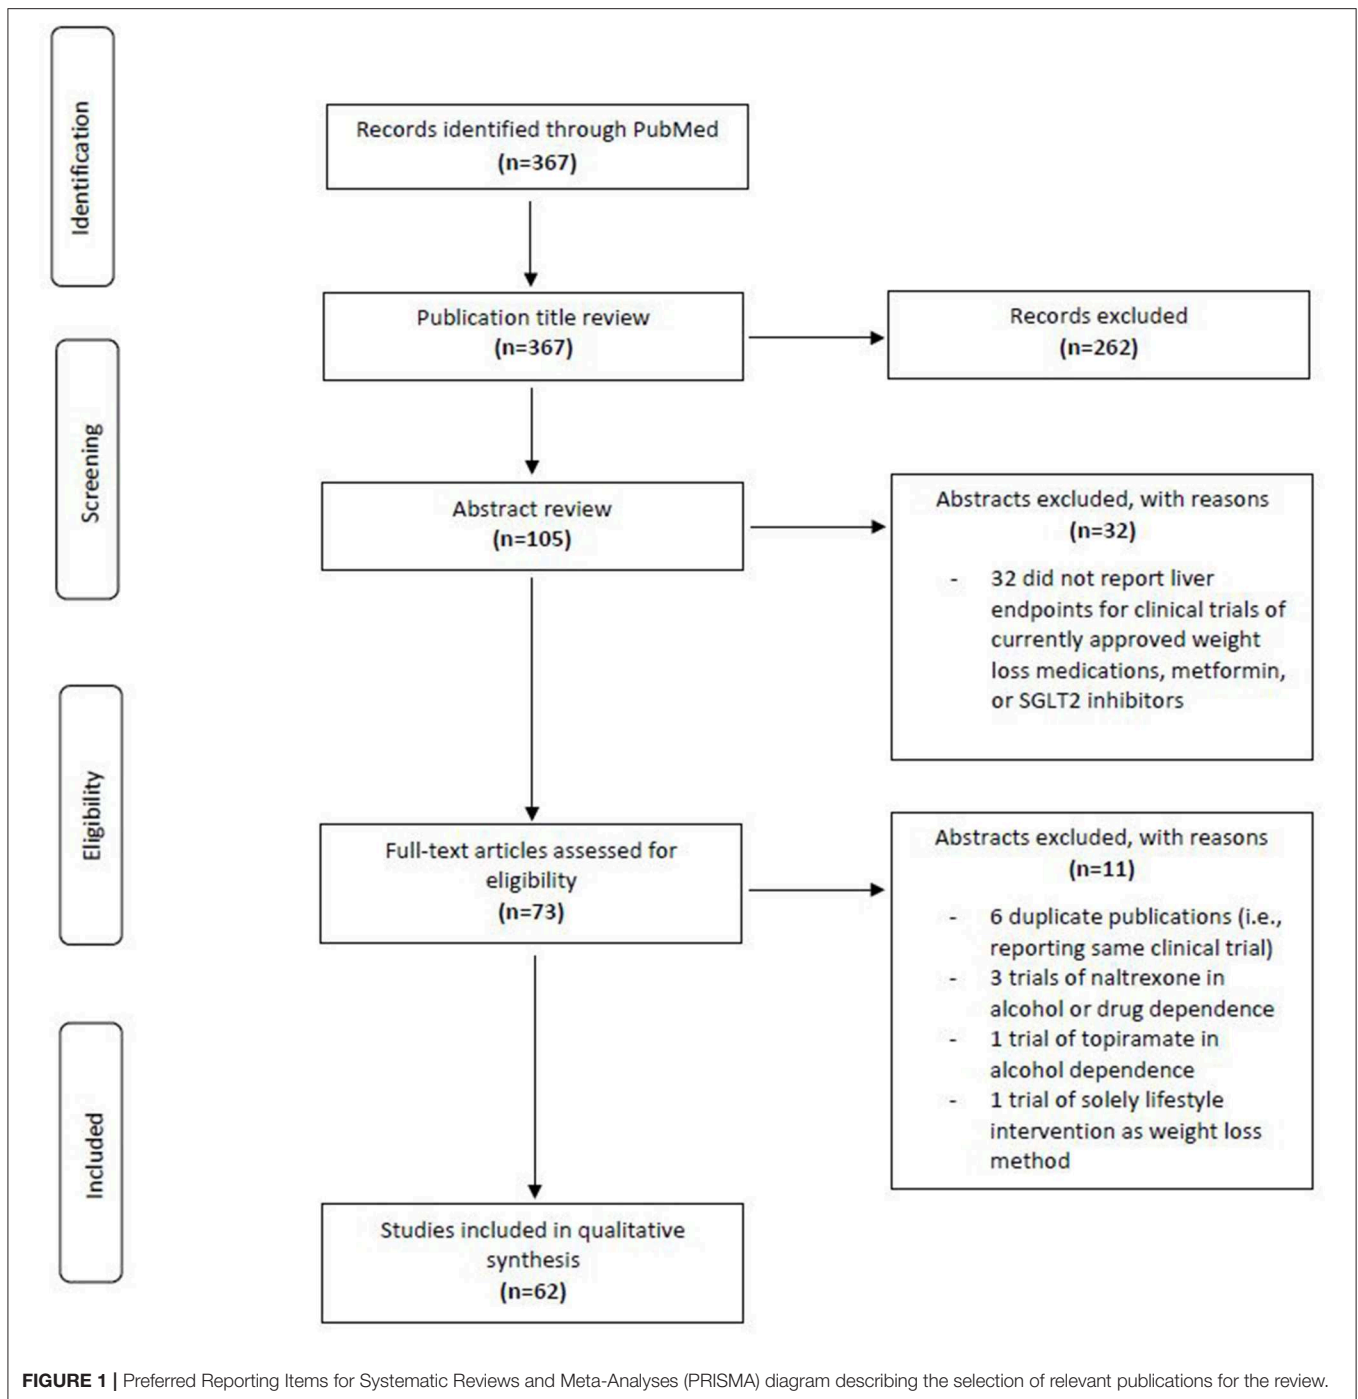 Identification
Records identified through PubMed
(n=367)
Publication title review
(n=367)
Records excluded
(n=262)
Screening
Abstract review
(n=105)
Abstracts excluded, with reasons
(n=32)
- 32 did not report liver
endpoints for clinical trials of
currently approved weight
loss medications, metformin,
or SGLT2 inhibitors
Eligibility
Full-text articles assessed for
eligibility
(n=73)
Abstracts excluded, with reasons
(n=11)
- 6 duplicate publications (i.e.,
reporting same clinical trial)
- 3 trials of naltrexone in
alcohol or drug dependence
- 1 trial of topiramate in
alcohol dependence
- 1 trial of solely lifestyle
intervention as weight loss
method
Included
Studies included in qualitative
synthesis
(n=62)
FIGURE 1 | Preferred Reporting Items for Systematic Reviews and Meta-Analyses (PRISMA) diagram describing the selection of relevant publications for the review.